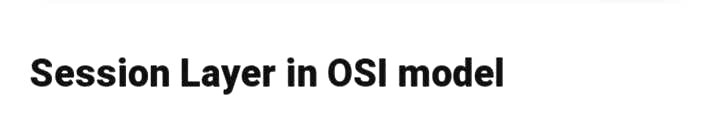 Session Layer in OSI model